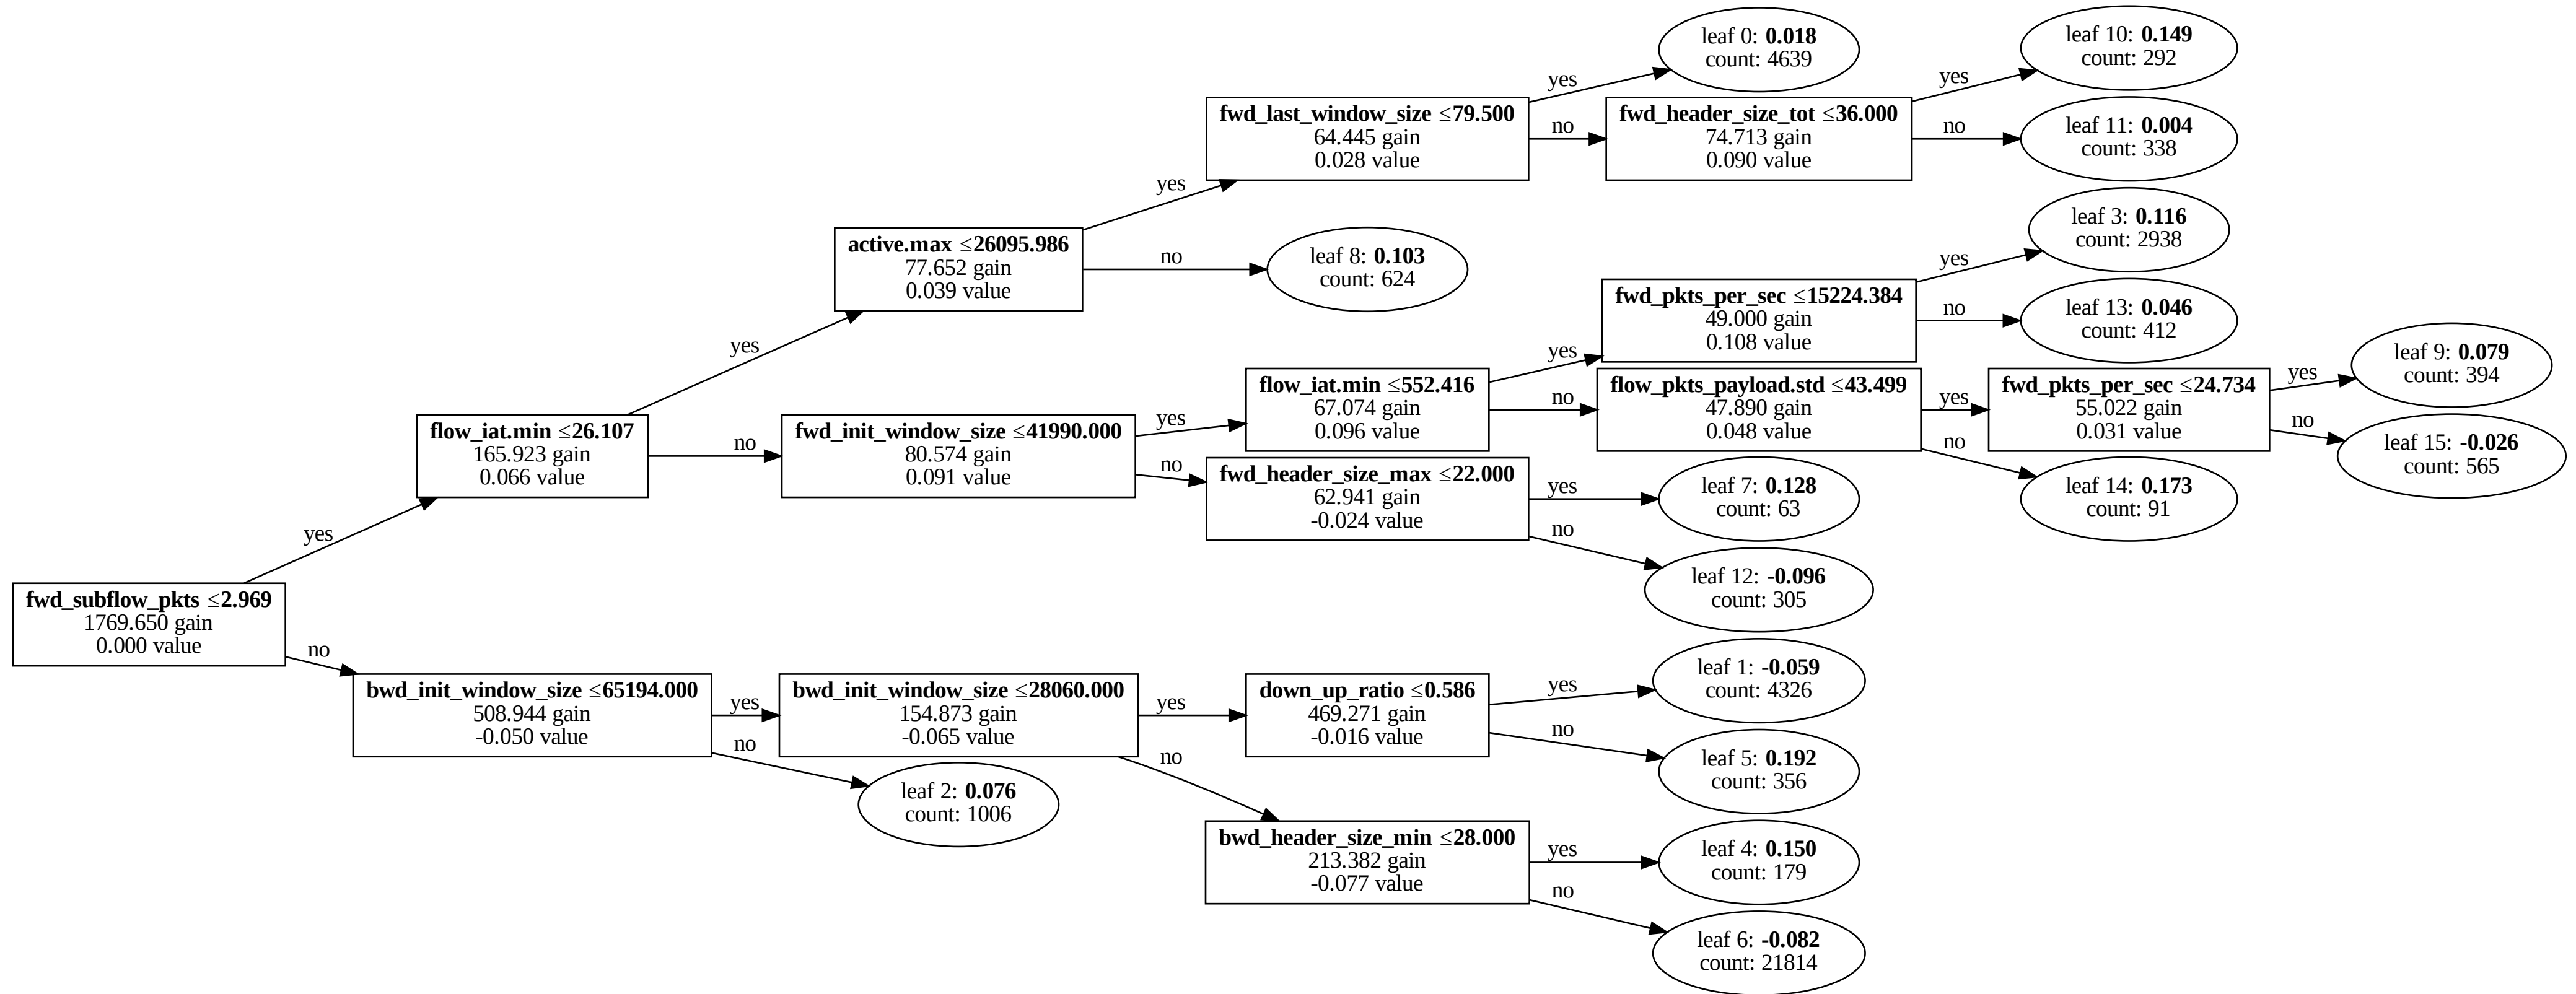 fwd_subflow_pkts ≤2.969
1769.650 gain
0.000 value
yes
no
flow_iat.min ≤26.107
165.923 gain
0.066 value
yes
no
bwd_init_window_size ≤65194.000
508.944 gain
-0.050 value
yes
no
active.max ≤26095.986
77.652 gain
0.039 value
yes
no
fwd_init_window_size ≤41990.000
80.574 gain
0.091 value
yes
no
bwd_init_window_size ≤28060.000
154.873 gain
-0.065 value
yes
no
leaf 2: 0.076
count: 1006
fwd_last_window_size ≤79.500
64.445 gain
0.028 value
yes
no
leaf 8: 0.103
count: 624
flow_iat.min ≤552.416
67.074 gain
0.096 value
yes
no
fwd_header_size_max ≤22.000
62.941 gain
-0.024 value
yes
no
down_up_ratio ≤0.586
469.271 gain
-0.016 value
yes
no
bwd_header_size_min ≤28.000
213.382 gain
-0.077 value
yes
no
leaf 0: 0.018
count: 4639
fwd_header_size_tot ≤36.000
74.713 gain
0.090 value
yes
no
fwd_pkts_per_sec ≤15224.384
49.000 gain
0.108 value
yes
no
flow_pkts_payload.std ≤43.499
47.890 gain
0.048 value
yes
no
leaf 7: 0.128
count: 63
leaf 12: -0.096
count: 305
leaf 1: -0.059
count: 4326
leaf 5: 0.192
count: 356
leaf 4: 0.150
count: 179
leaf 6: -0.082
count: 21814
leaf 10: 0.149
count: 292
leaf 11: 0.004
count: 338
leaf 3: 0.116
count: 2938
leaf 13: 0.046
count: 412
fwd_pkts_per_sec ≤24.734
55.022 gain
0.031 value
yes
no
leaf 14: 0.173
count: 91
leaf 9: 0.079
count: 394
leaf 15: -0.026
count: 565